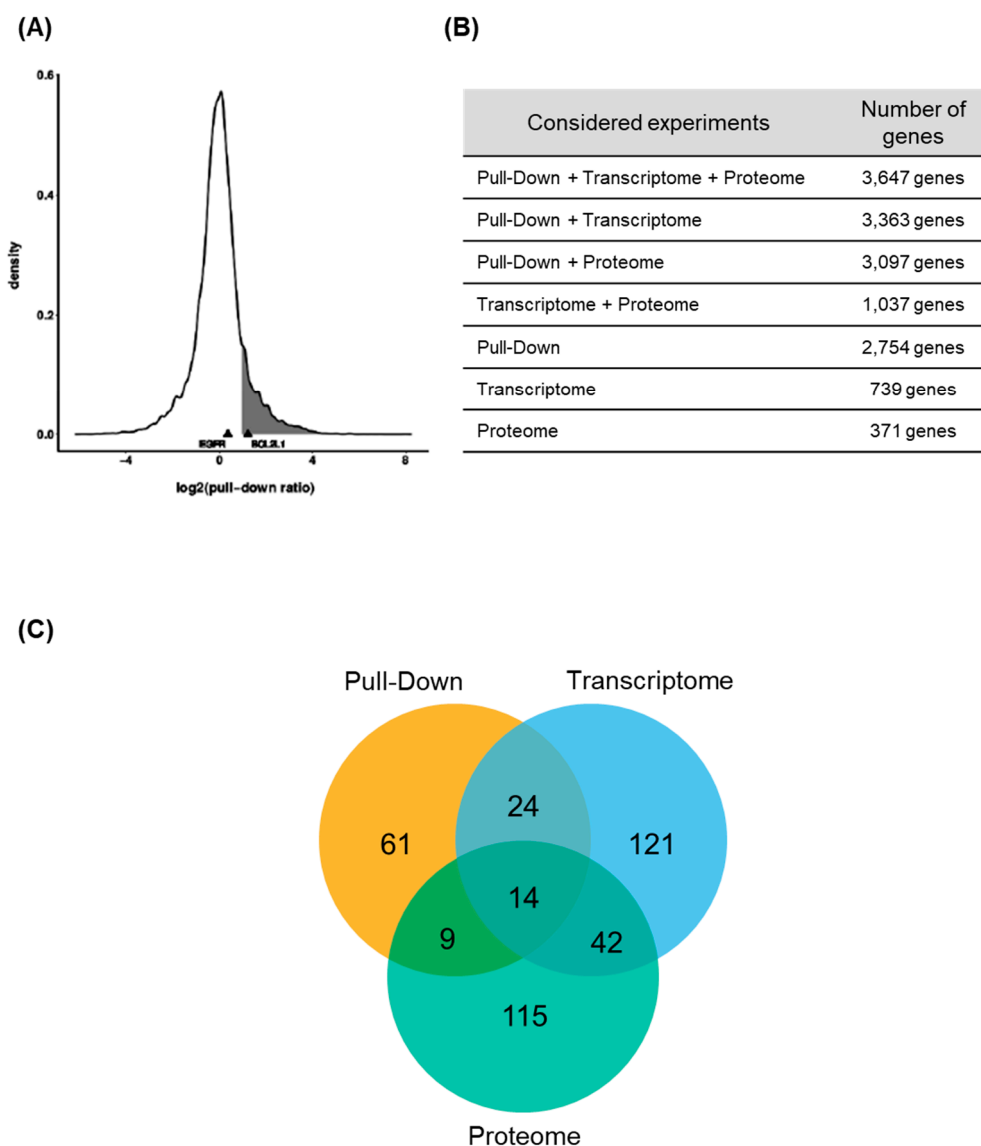 (A)
(B)
0.6
0.4
0.2
0.0
density
EGFR
BCL2L1
-4
0
4
8
log2(pull-down ratio)
Considered experiments
Number of
genes
Pull-Down + Transcriptome + Proteome 3,647 genes
Pull-Down + Transcriptome 3,363 genes
Pull-Down + Proteome 3,097 genes
Transcriptome + Proteome 1,037 genes
Pull-Down 2,754 genes
Transcriptome 739 genes
Proteome 371 genes
(C)
Pull-Down Transcriptome
24
61
121
14
9
42
115
Proteome